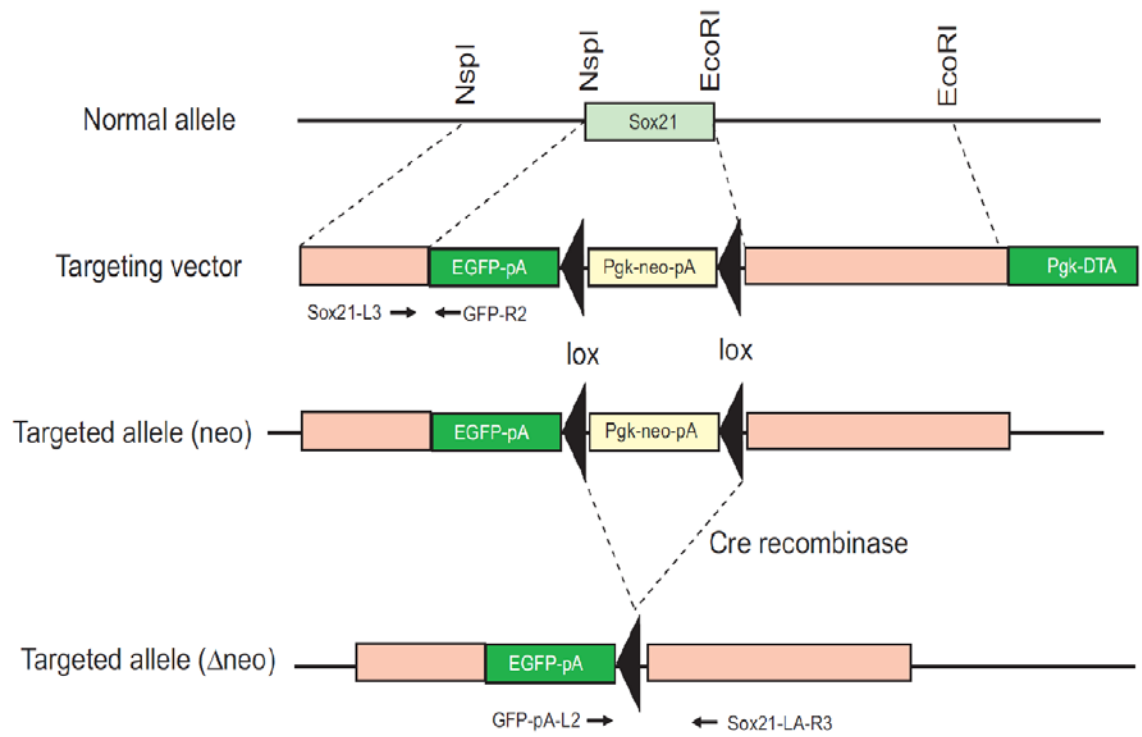 NspI NspI EcoRI EcoRI
Normal allele Sox21
Targeting vector EGFP-pA Pgk-neo-pA Pgk-DTA
Sox21-L3 GFP-R2
lox lox
Targeted allele (neo) EGFP-pA Pgk-neo-pA
Cre recombinase
Targeted allele (Δneo) EGFP-pA
GFP-pA-L2 Sox21-LA-R3